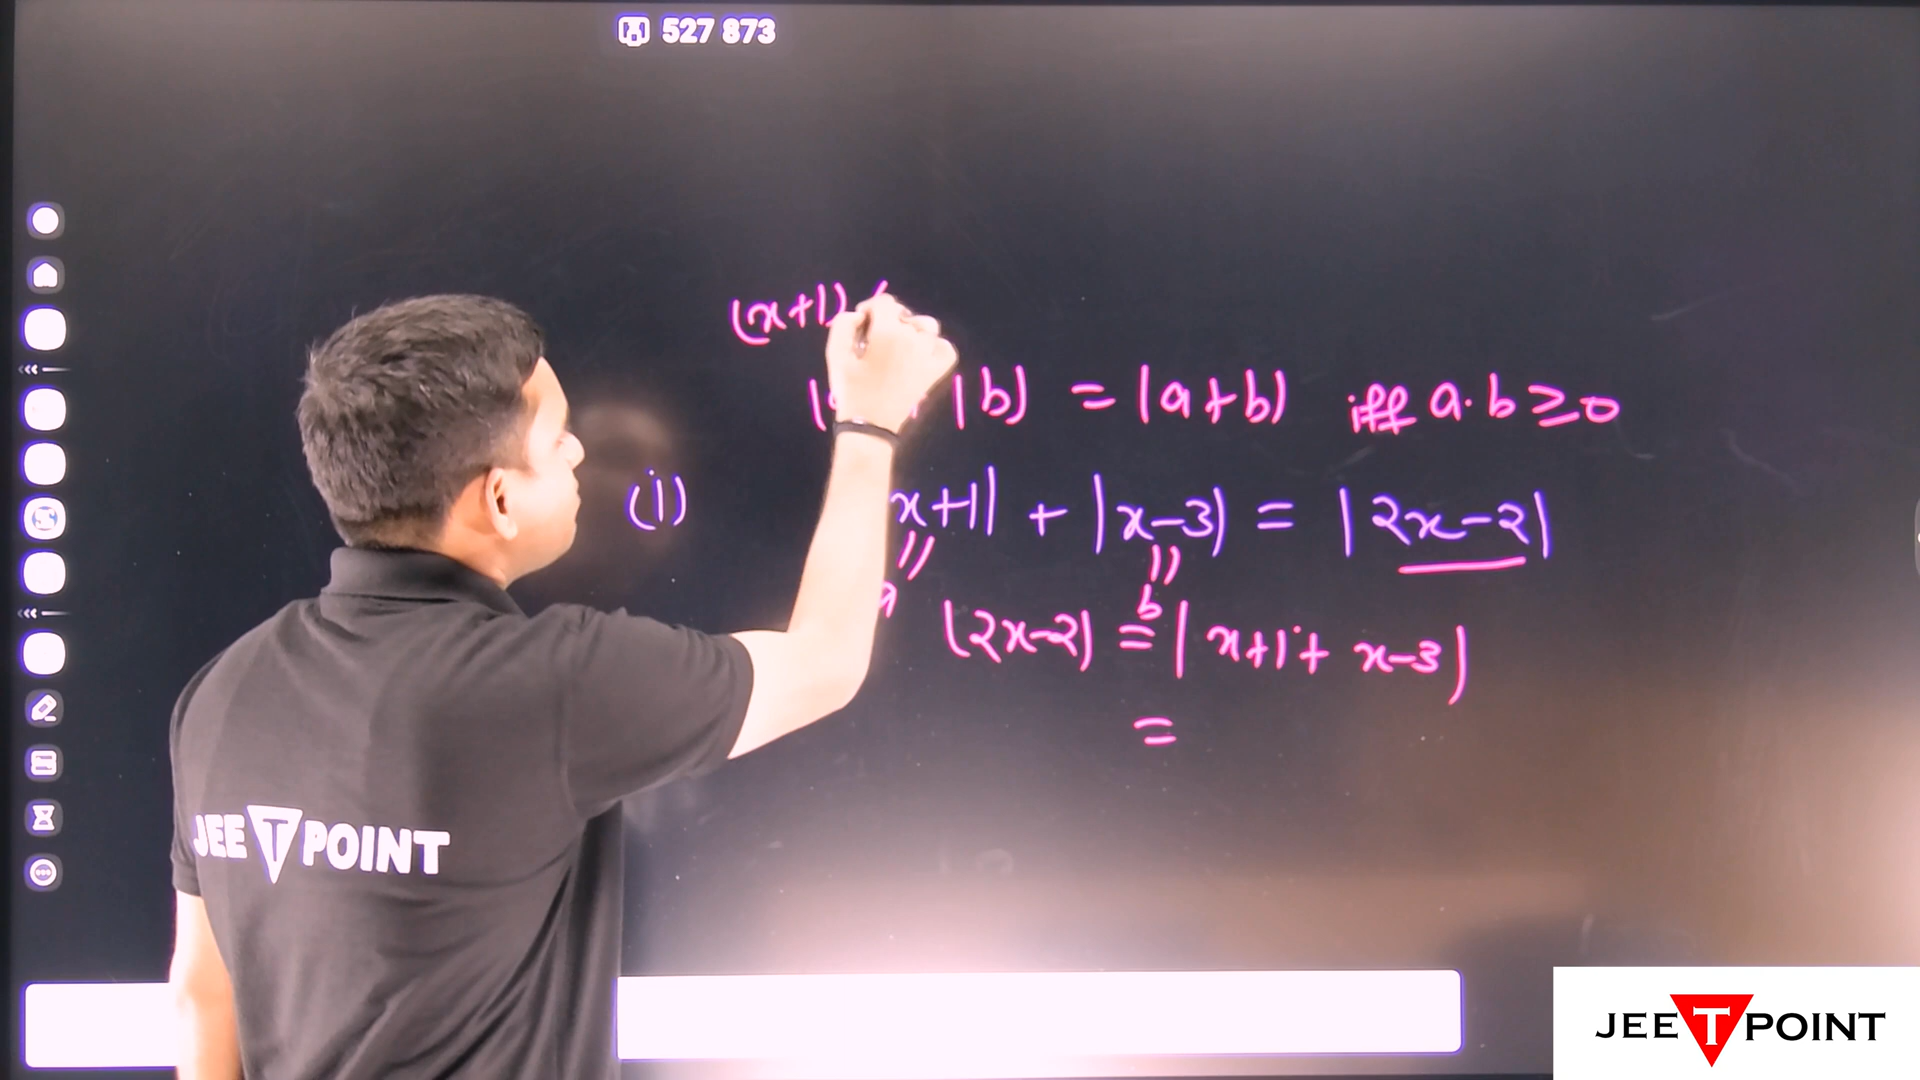 527 873
(x+1) (
|b| = |a+b| iff a.b ≥ 0
(i) x+1| + |x-3| = |2x-2|
b
|2x-2| = |x+1+x-3|
=
JEE T POINT
JEE T POINT